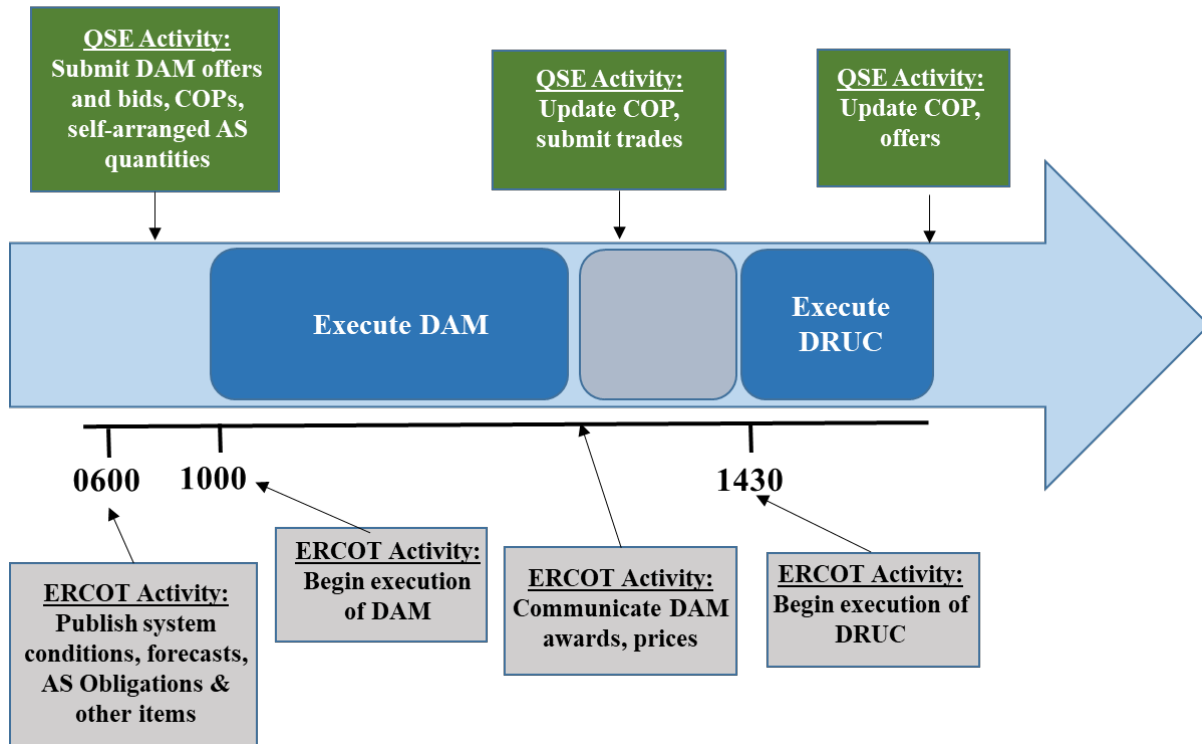 QSE Activity:
Submit DAM offers
and bids, COPs,
self-arranged AS
quantities
QSE Activity:
Update COP,
submit trades
QSE Activity:
Update COP,
offers
Execute DAM
Execute
DRUC
0600
1000
1430
ERCOT Activity:
Publish system
conditions, forecasts,
AS Obligations &
other items
ERCOT Activity:
Begin execution
of DAM
ERCOT Activity:
Communicate DAM
awards, prices
ERCOT Activity:
Begin execution of
DRUC